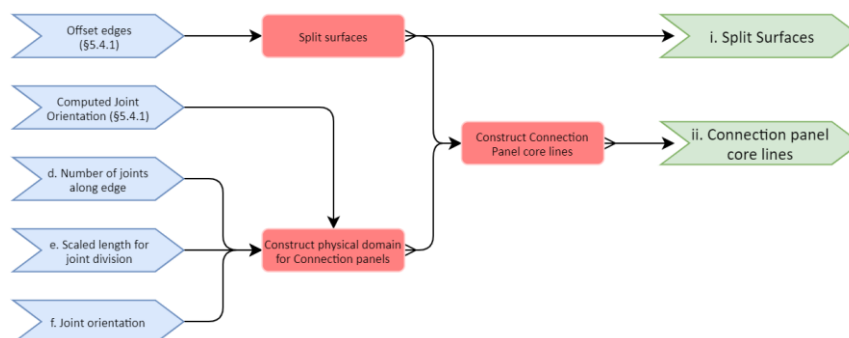 Offset edges
(§5.4.1)
Split surfaces
i. Split Surfaces
Computed Joint
Orientation (§5.4.1)
Construct Connection
Panel core lines
ii. Connection panel
core lines
d. Number of joints
along edge
e. Scaled length for
joint division
Construct physical domain
for Connection panels
f. Joint orientation